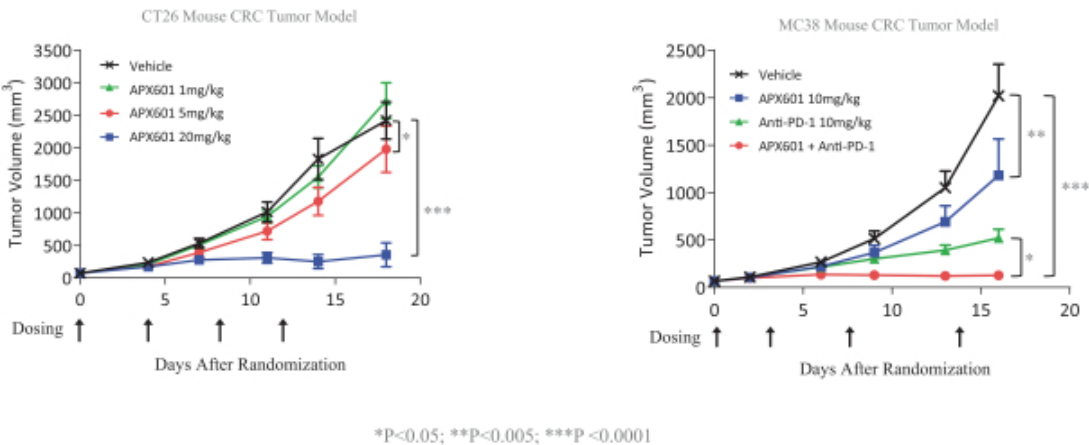 CT26 Mouse CRC Tumor Model
Tumor Volume (mm³)
3500
3000
2500
2000
1500
1000
500
0
Vehicle
APX601 1mg/kg
APX601 5mg/kg
APX601 20mg/kg
*
***
0 5 10 15 20
Dosing
Days After Randomization
MC38 Mouse CRC Tumor Model
Tumor Volume (mm³)
2500
2000
1500
1000
500
0
Vehicle
APX601 10mg/kg
Anti-PD-1 10mg/kg
APX601 + Anti-PD-1
**
***
*
0 5 10 15 20
Dosing
Days After Randomization
*P<0.05; **P<0.005; ***P <0.0001